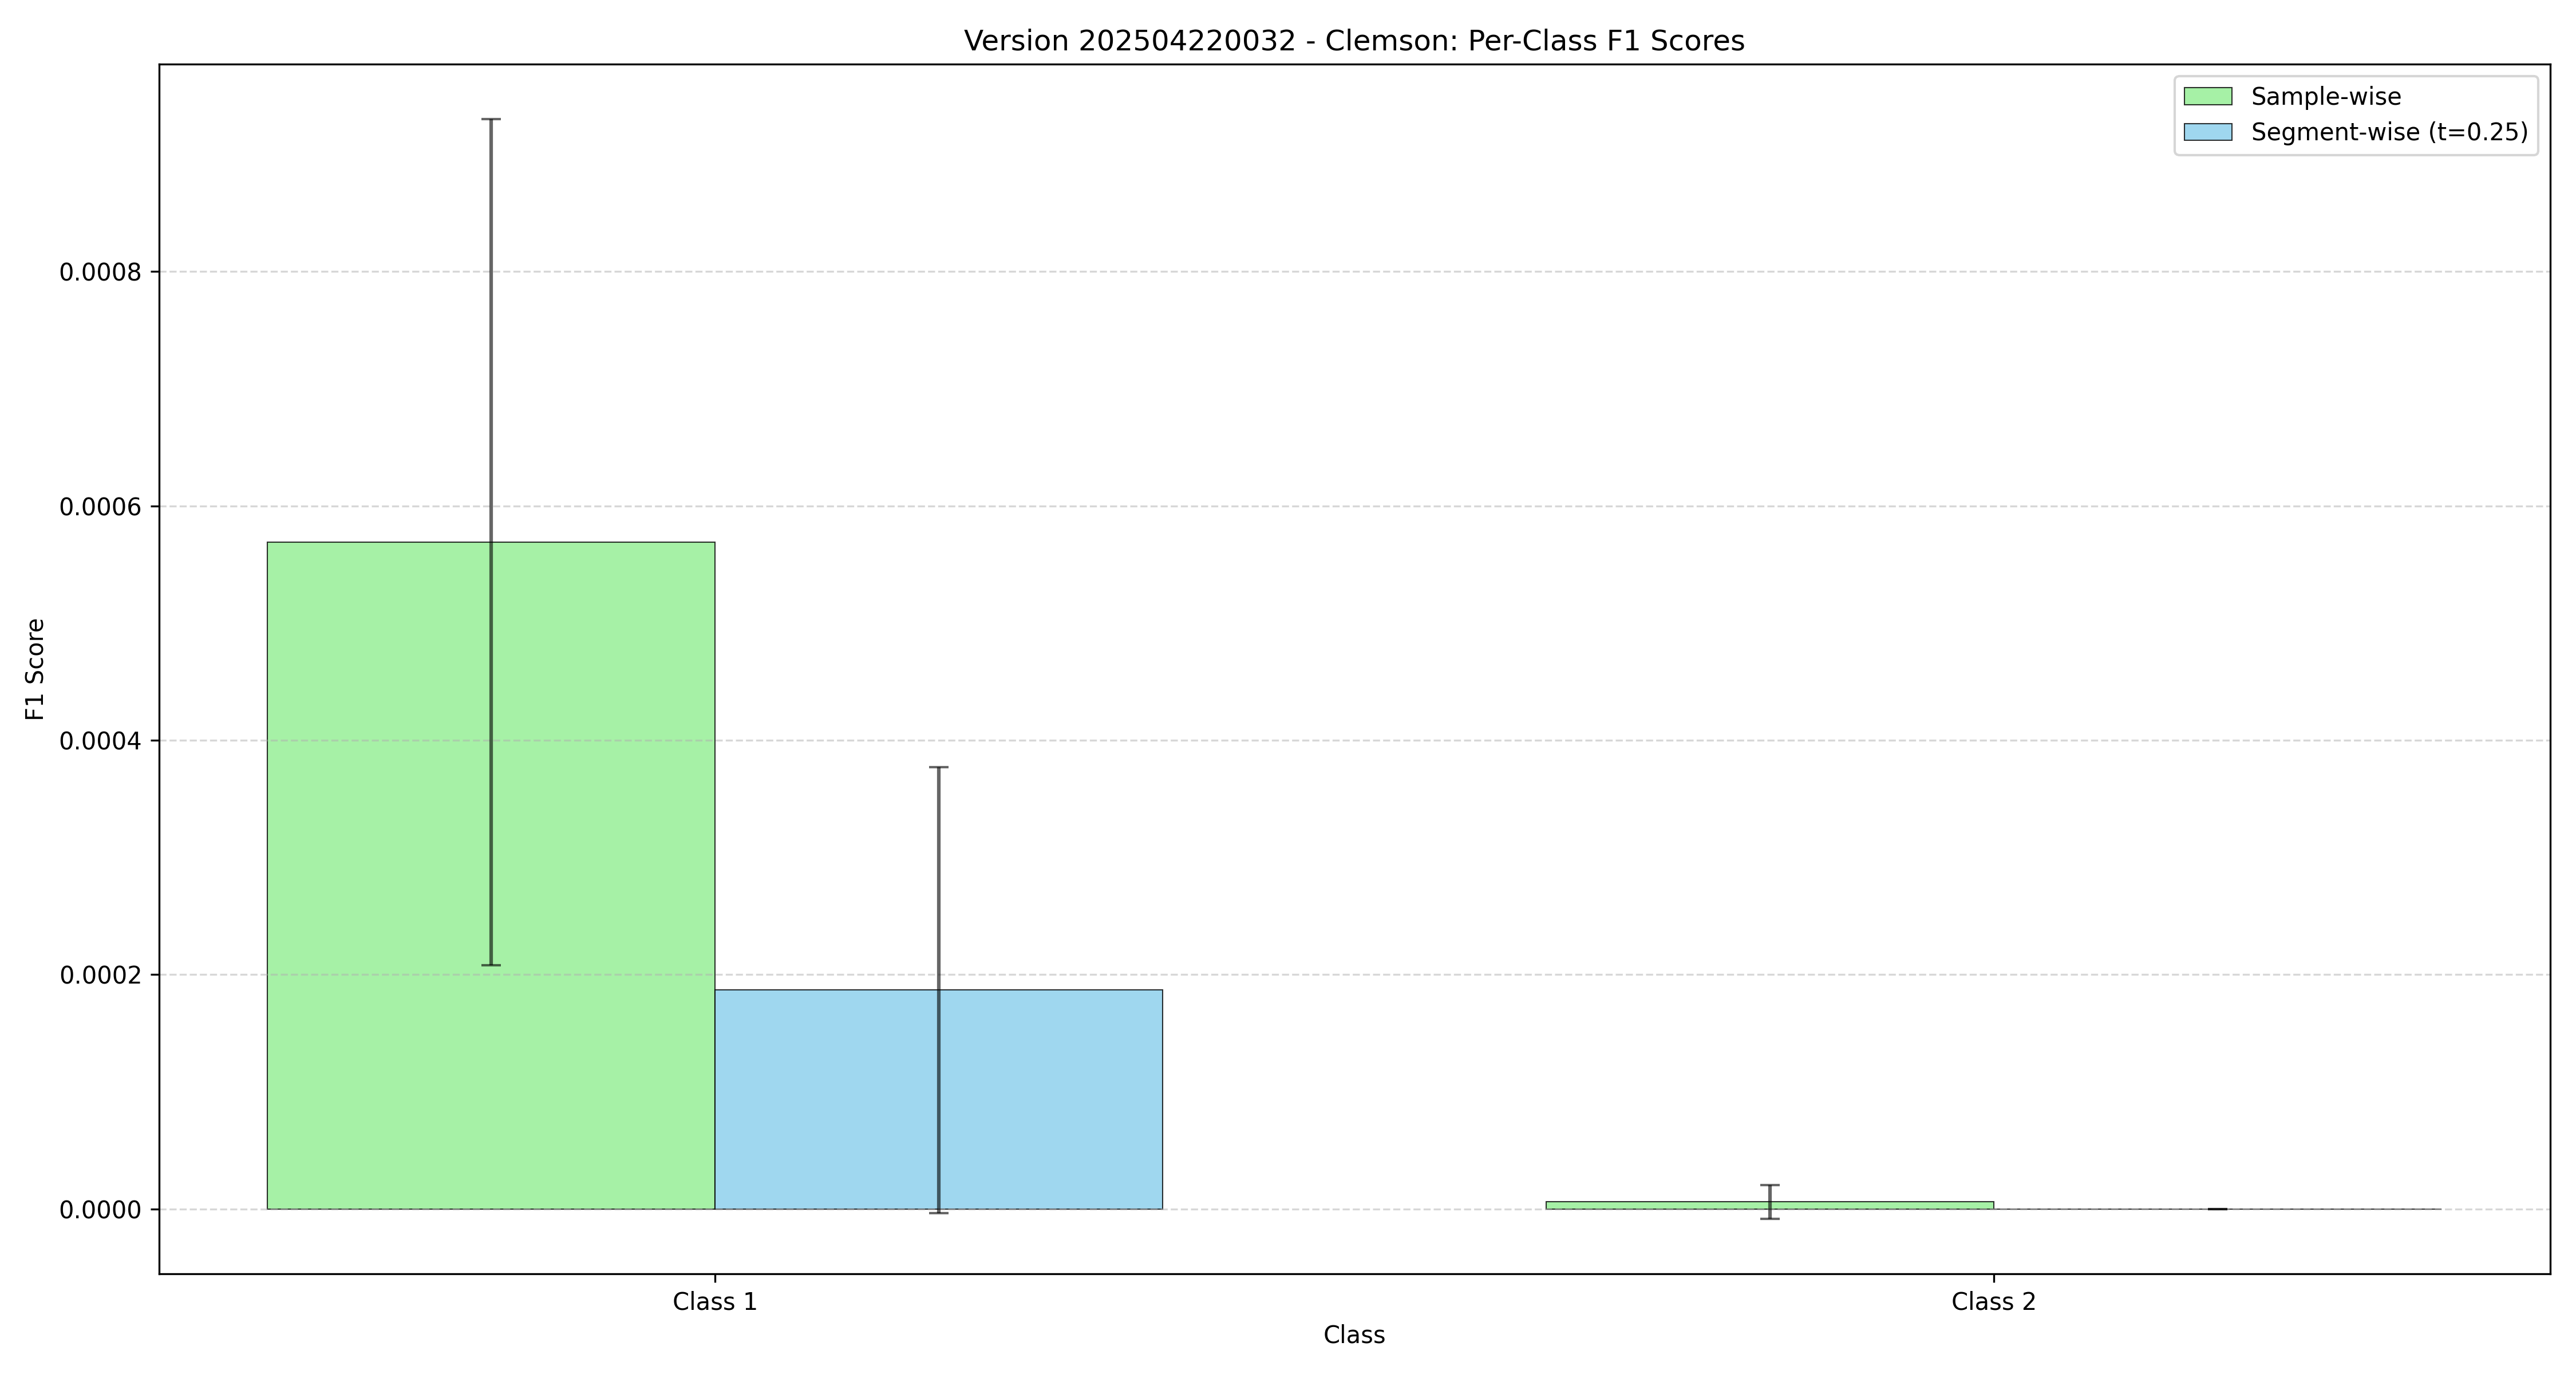 Version 202504220032 - Clemson: Per-Class F1 Scores
Sample-wise
Segment-wise (t=0.25)
F1 Score
0.0008
0.0006
0.0004
0.0002
0.0000
Class 1
Class 2
Class